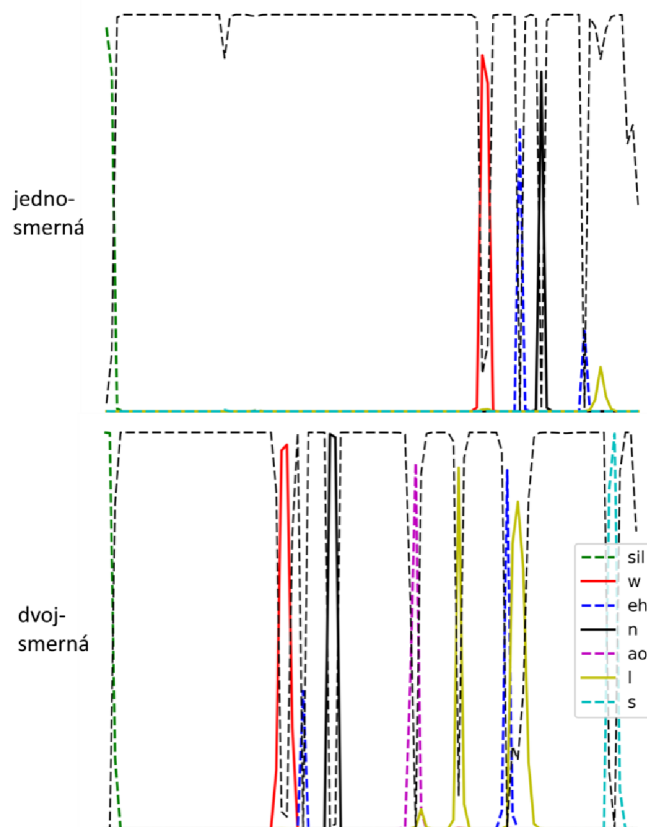 jedno-
smerná
dvoj-
smerná
sil
w
eh
n
ao
l
s